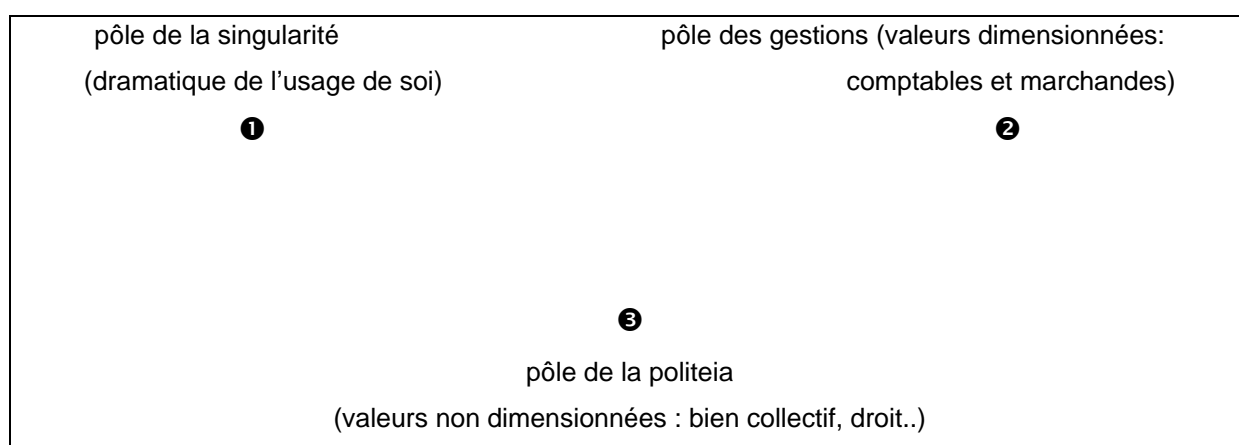 pôle de la singularité
pôle des gestions (valeurs dimensionnées:
(dramatique de l’usage de soi)
comptables et marchandes)
❶
❷
❸
pôle de la politeia
(valeurs non dimensionnées : bien collectif, droit..)